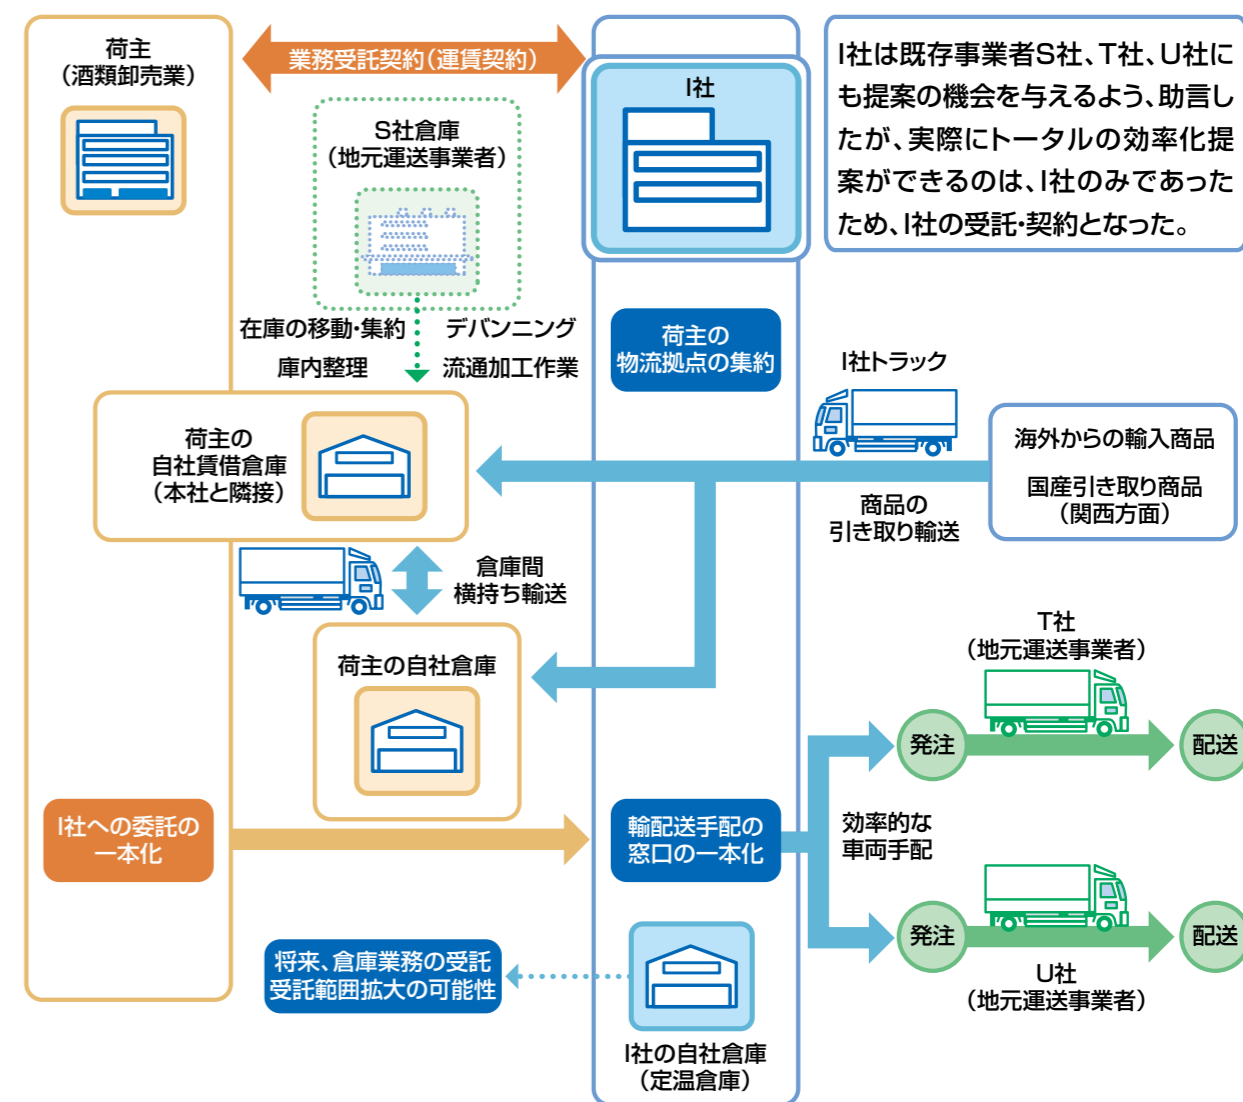 荷主
（酒類卸売業）
業務受託契約（運賃契約）
I社
I社は既存事業者S社、T社、U社に
も提案の機会を与えるよう、助言し
たが、実際にトータルの効率化提
案ができるのは、I社のみであった
ため、I社の受託・契約となった。
S社倉庫
（地元運送事業者）
在庫の移動・集約
デバンニング
庫内整理
流通加工作業
荷主の
物流拠点の集約
I社トラック
海外からの輸入商品
国産引き取り商品
（関西方面）
商品の
引き取り輸送
荷主の
自社賃借倉庫
（本社と隣接）
倉庫間
横持ち輸送
荷主の自社倉庫
T社
（地元運送事業者）
発注
配送
I社への委託の
一本化
輸配送手配の
窓口の一本化
効率的な
車両手配
発注
配送
U社
（地元運送事業者）
将来、倉庫業務の受託
受託範囲拡大の可能性
I社の自社倉庫
（定温倉庫）